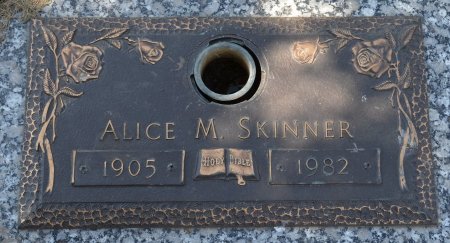 ALICE M. SKINNER
1905 HOLY BIBLE 1982